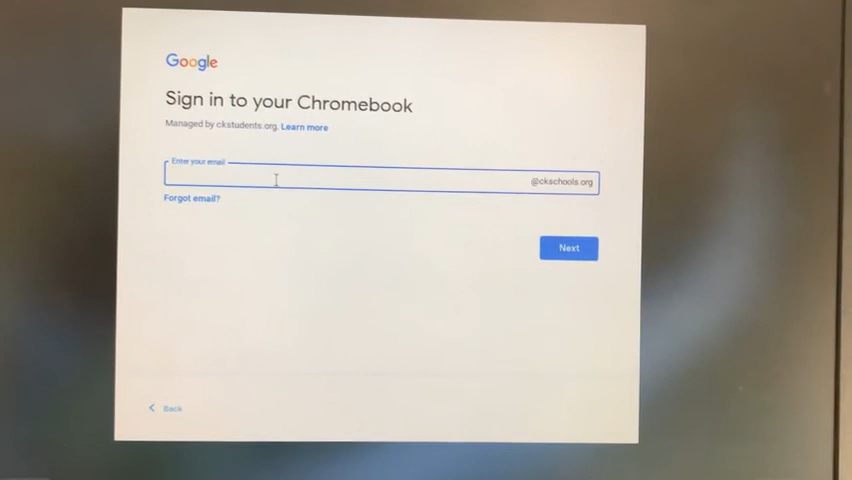 Google
Sign in to your Chromebook
Managed by ckstudents.org. Learn more
Enter your email
@ckschools.org
Forgot email?
Next
Back